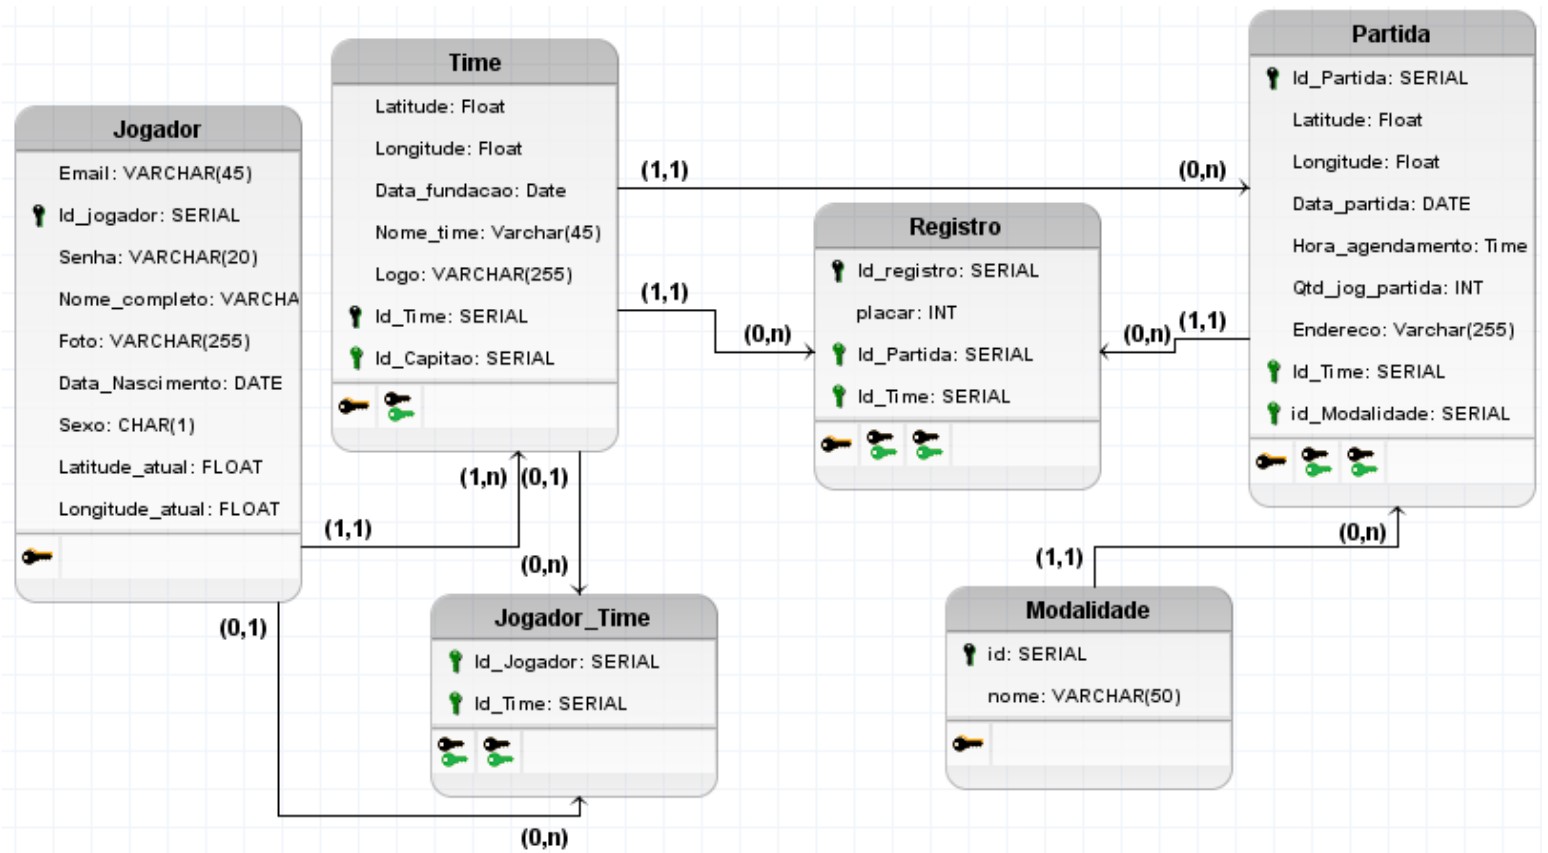 Jogador
Email: VARCHAR(45)
Id_jogador: SERIAL
Senha: VARCHAR(20)
Nome_completo: VARCHA
Foto: VARCHAR(255)
Data_Nascimento: DATE
Sexo: CHAR(1)
Latitude_atual: FLOAT
Longitude_atual: FLOAT
Time
Latitude: Float
Longitude: Float
Data_fundacao: Date
Nome_time: Varchar(45)
Logo: VARCHAR(255)
Id_Time: SERIAL
Id_Capitao: SERIAL
(1,1)
(0,n)
(1,1)
(0,n)
Registro
Id_registro: SERIAL
placar: INT
Id_Partida: SERIAL
Id_Time: SERIAL
(0,n)
(1,1)
Partida
Id_Partida: SERIAL
Latitude: Float
Longitude: Float
Data_partida: DATE
Hora_agendamento: Time
Qtd_jog_partida: INT
Endereco: Varchar(255)
Id_Time: SERIAL
id_Modalidade: SERIAL
(1,n)
(0,1)
(1,1)
(0,n)
(0,1)
Jogador_Time
Id_Jogador: SERIAL
Id_Time: SERIAL
(0,n)
(0,n)
(1,1)
Modalidade
id: SERIAL
nome: VARCHAR(50)